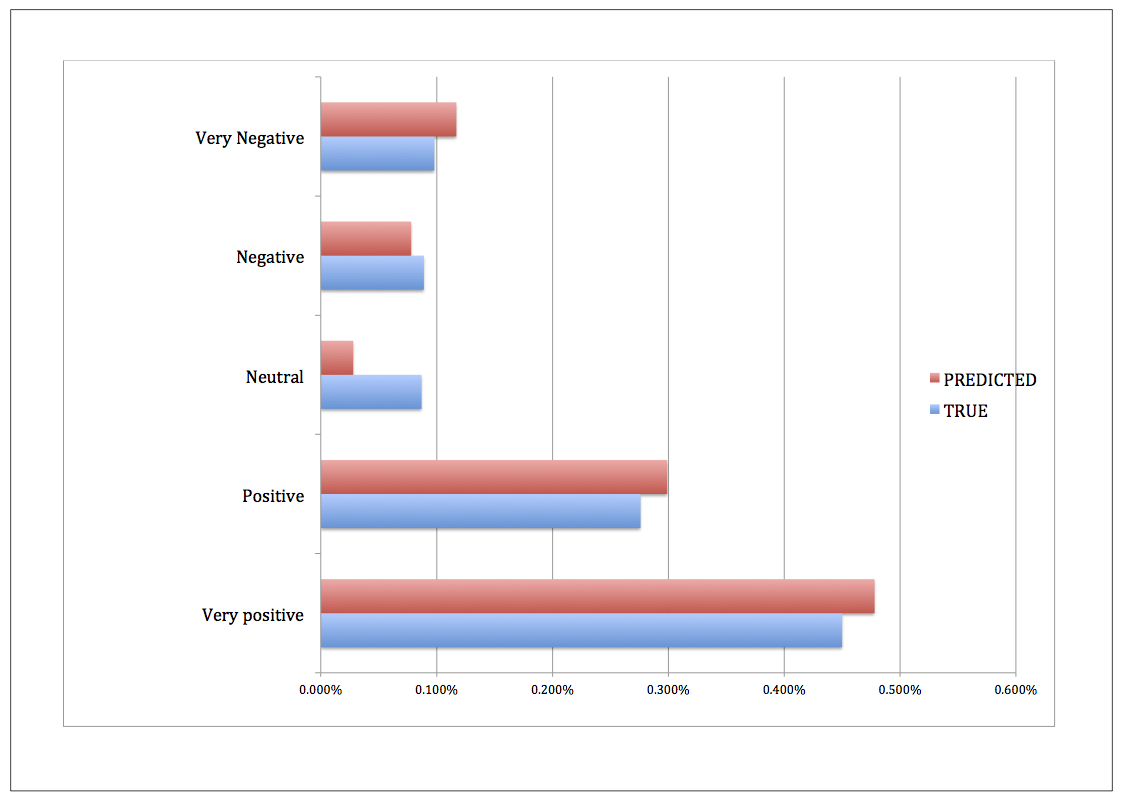 Very Negative
Negative
Neutral
PREDICTED
TRUE
Positive
Very positive
0.000% 0.100% 0.200% 0.300% 0.400% 0.500% 0.600%